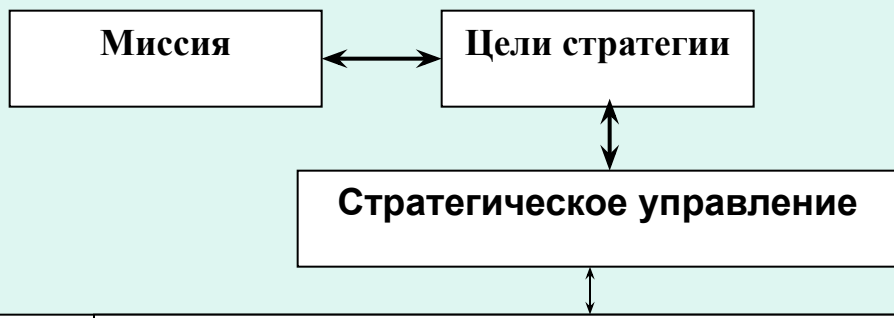 Миссия
Цели стратегии
Стратегическое управление